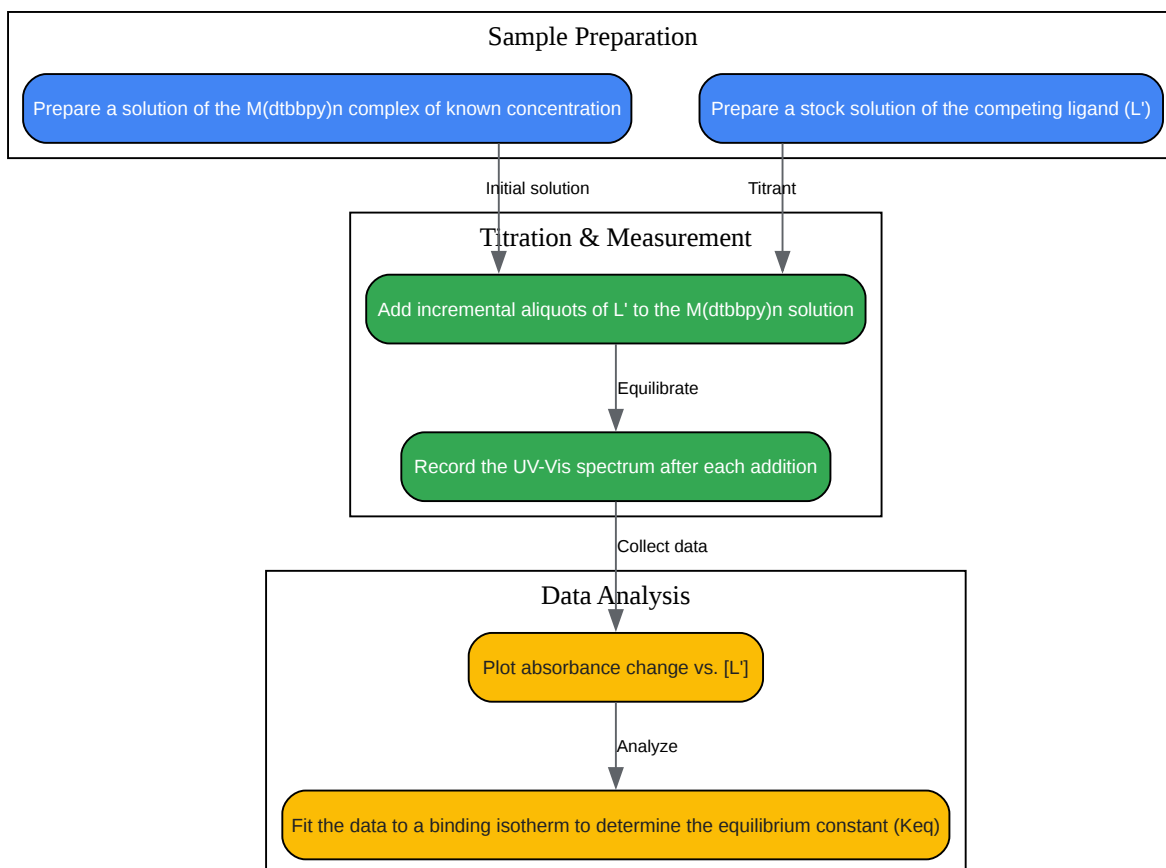 Sample Preparation
Prepare a solution of the M(dtbbpy)n complex of known concentration
Prepare a stock solution of the competing ligand (L')
Initial solution
Titrant
Titration & Measurement
Add incremental aliquots of L' to the M(dtbbpy)n solution
Equilibrate
Record the UV-Vis spectrum after each addition
Collect data
Data Analysis
Plot absorbance change vs. [L']
Analyze
Fit the data to a binding isotherm to determine the equilibrium constant (Keq)